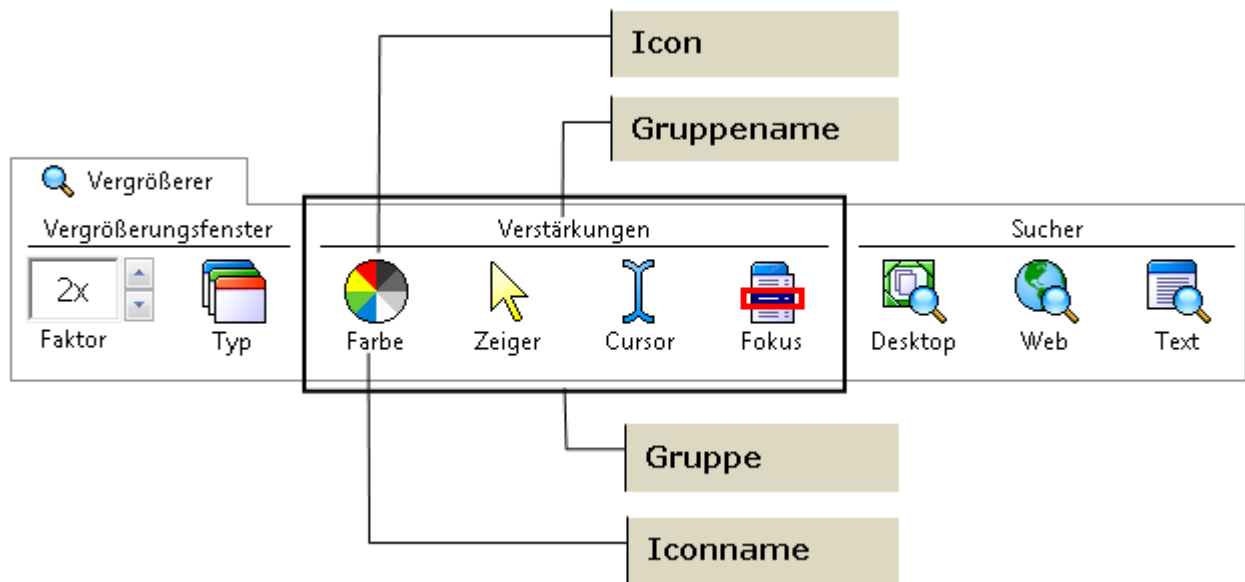 Icon
Gruppename
Vergrößerer
Vergrößerungsfenster
Verstärkungen
Sucher
2x
Faktor
Typ
Farbe
Zeiger
Cursor
Fokus
Desktop
Web
Text
Gruppe
Iconname